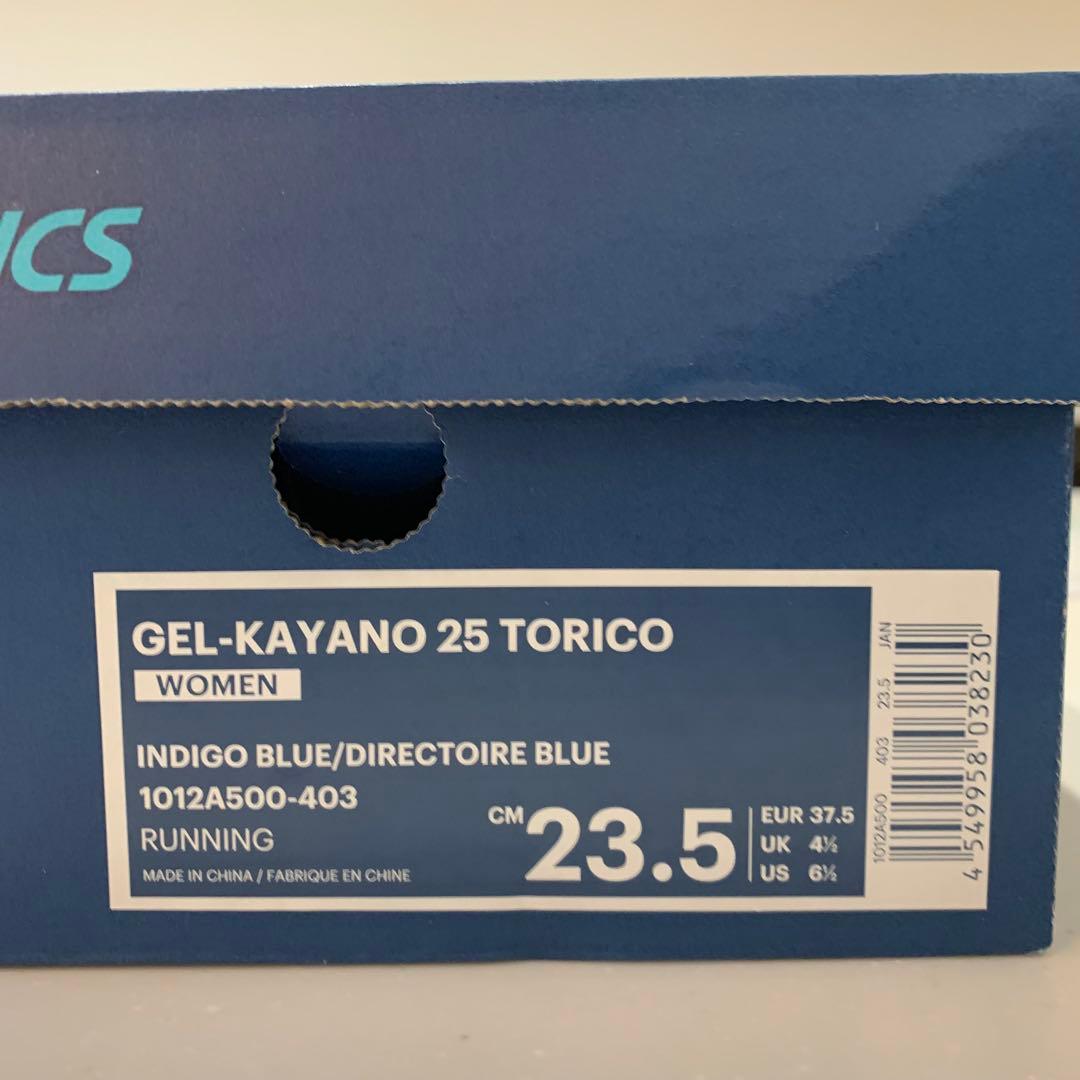 ICS
GEL-KAYANO 25 TORICO
WOMEN
INDIGO BLUE/DIRECTOIRE BLUE
1012A500-403
RUNNING
MADE IN CHINA / FABRIQUE EN CHINE
CM 23.5
EUR 37.5
UK 4½
US 6½
1012A500 403 23.5 JAN
4 549958 038230